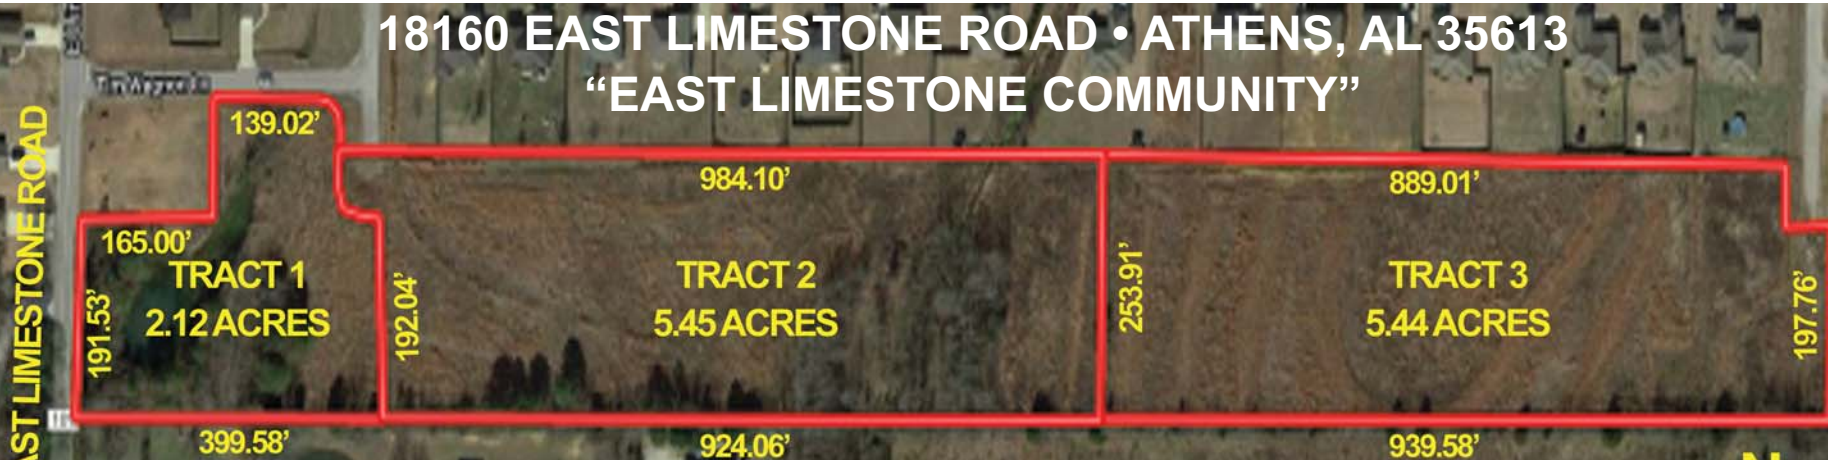 18160 EAST LIMESTONE ROAD • ATHENS, AL 35613
“EAST LIMESTONE COMMUNITY”
139.02’
984.10’
889.01’
165.00’
TRACT 1
2.12 ACRES
191.53’
192.04’
TRACT 2
5.45 ACRES
253.91’
TRACT 3
5.44 ACRES
197.76’
399.58’
924.06’
939.58’
AST LIMESTONE ROAD
N